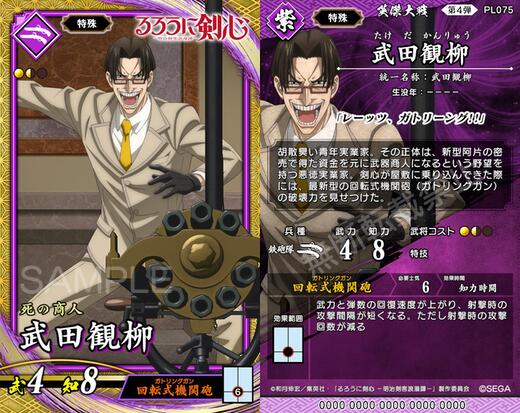 特殊
るろうに剣心
SAMPLE
死の商人
武田観柳
武4 知8
ガトリングガン
回転式機関砲
6
紫
特殊
英傑大戦
第4弾
PL075
たけ だ かんりゅう
武田観柳
統一名称：武田観柳
生没年：－－－－
「レーッツ、ガトリーング!!」
胡散臭い青年実業家。その正体は、新型阿片の密
売で得た資金を元に武器商人になるという野望を
持つ悪徳実業家。剣心が屋敷に乗り込んできた際
には、最新型の回転式機関砲（ガトリングガン）
の破壊力を見せつけた。
兵種 武力 知力 武将コスト
鉄砲隊 4 8 特技
ガトリングガン 必要士気 効果時間
回転式機関砲 6 知力時間
効果範囲
武力と弾数の回復速度が上がり、射撃時の
攻撃間隔が短くなる。ただし射撃時の攻撃
回数が減る
©和月伸宏／集英社・「るろうに剣心 －明治剣客浪漫譚－」製作委員会
©SEGA
0000 0000 0000 0000 0000